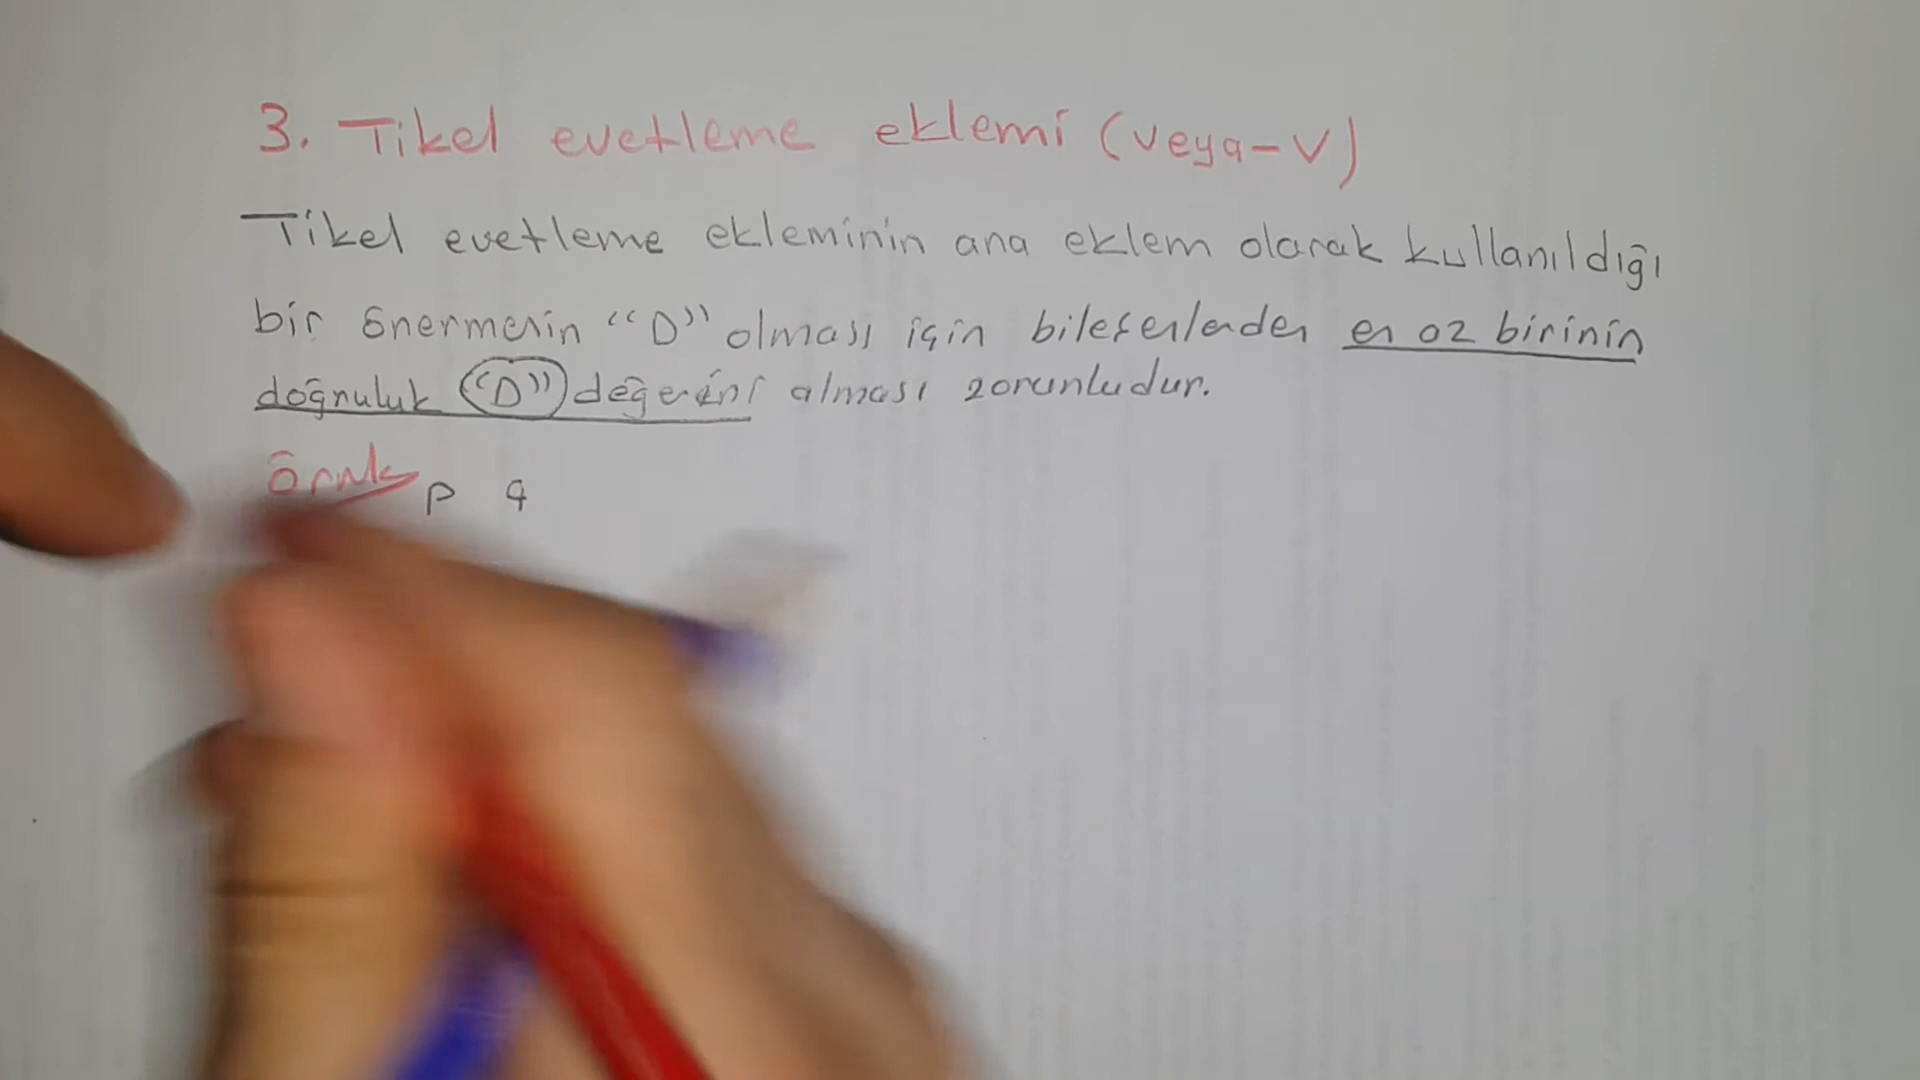 3. Tikel evetleme eklemi (veya-V)
Tikel evetleme ekleminin ana eklem olarak kullanıldığı
bir önermenin "D" olması için bileşenlerden en az birinin
doğruluk "D" değerini alması zorunludur.
Örnek p q